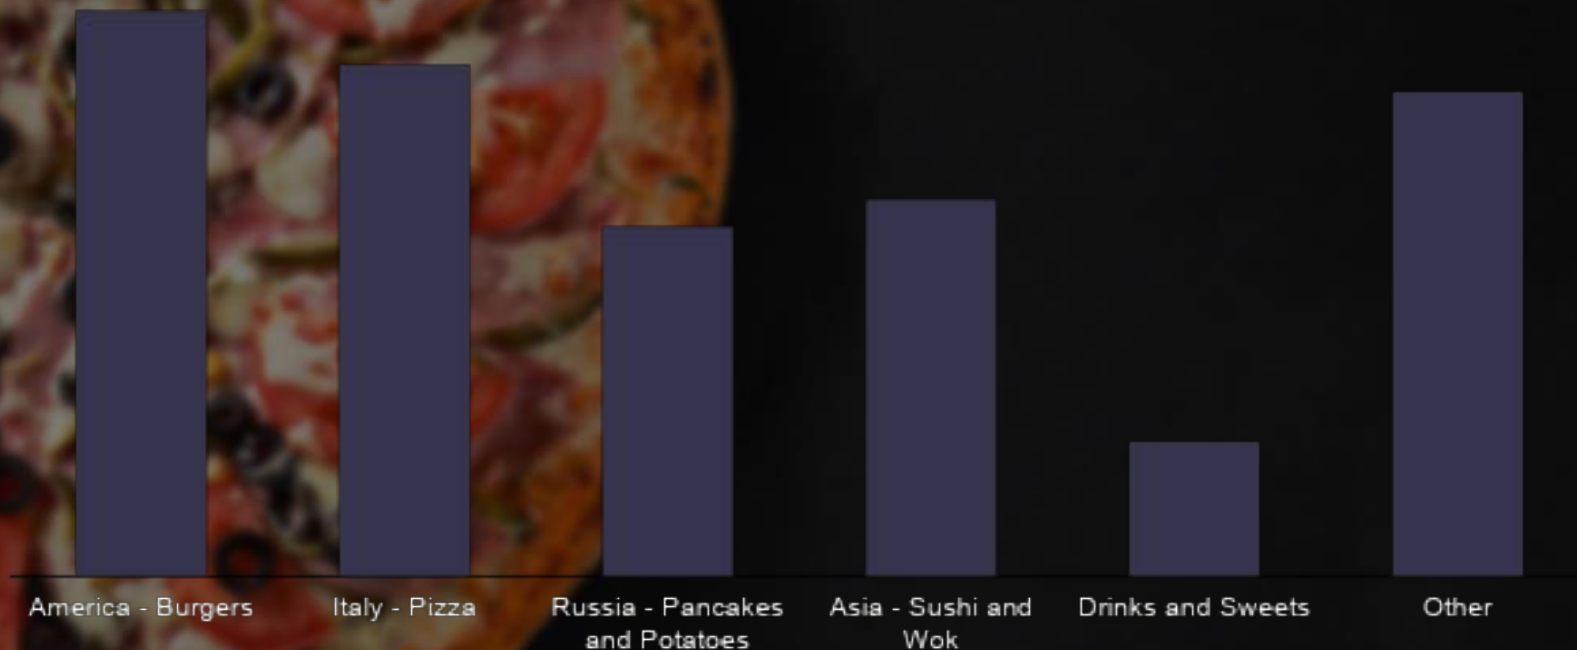 America - Burgers
Italy - Pizza
Russia - Pancakes
and Potatoes
Asia - Sushi and
Wok
Drinks and Sweets
Other